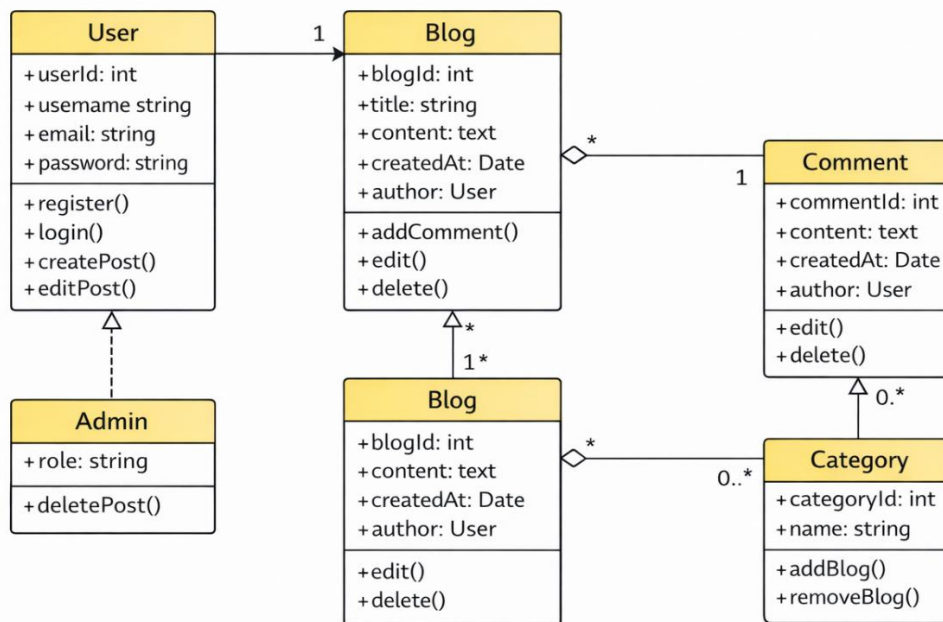 User
+userId: int
+usemame string
+email: string
+password: string
+register()
+login()
+createPost()
+editPost()
1
Blog
+blogId: int
+title: string
+content: text
+createdAt: Date
+author: User
+addComment()
+edit()
+delete()
*
1
Comment
+commentId: int
+content: text
+createdAt: Date
+author: User
+edit()
+delete()
*
1*
0.*
Admin
+role: string
+deletePost()
Blog
+blogId: int
+content: text
+createdAt: Date
+author: User
+edit()
+delete()
*
0..*
Category
+categoryId: int
+name: string
+addBlog()
+removeBlog()